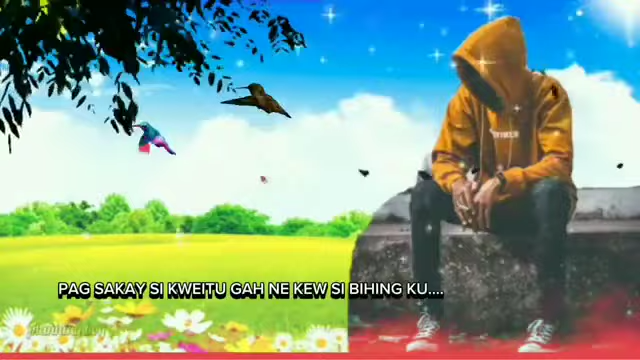 PAG SAKAY SI KWEITU GAH NE KEW SI BIHING KU....